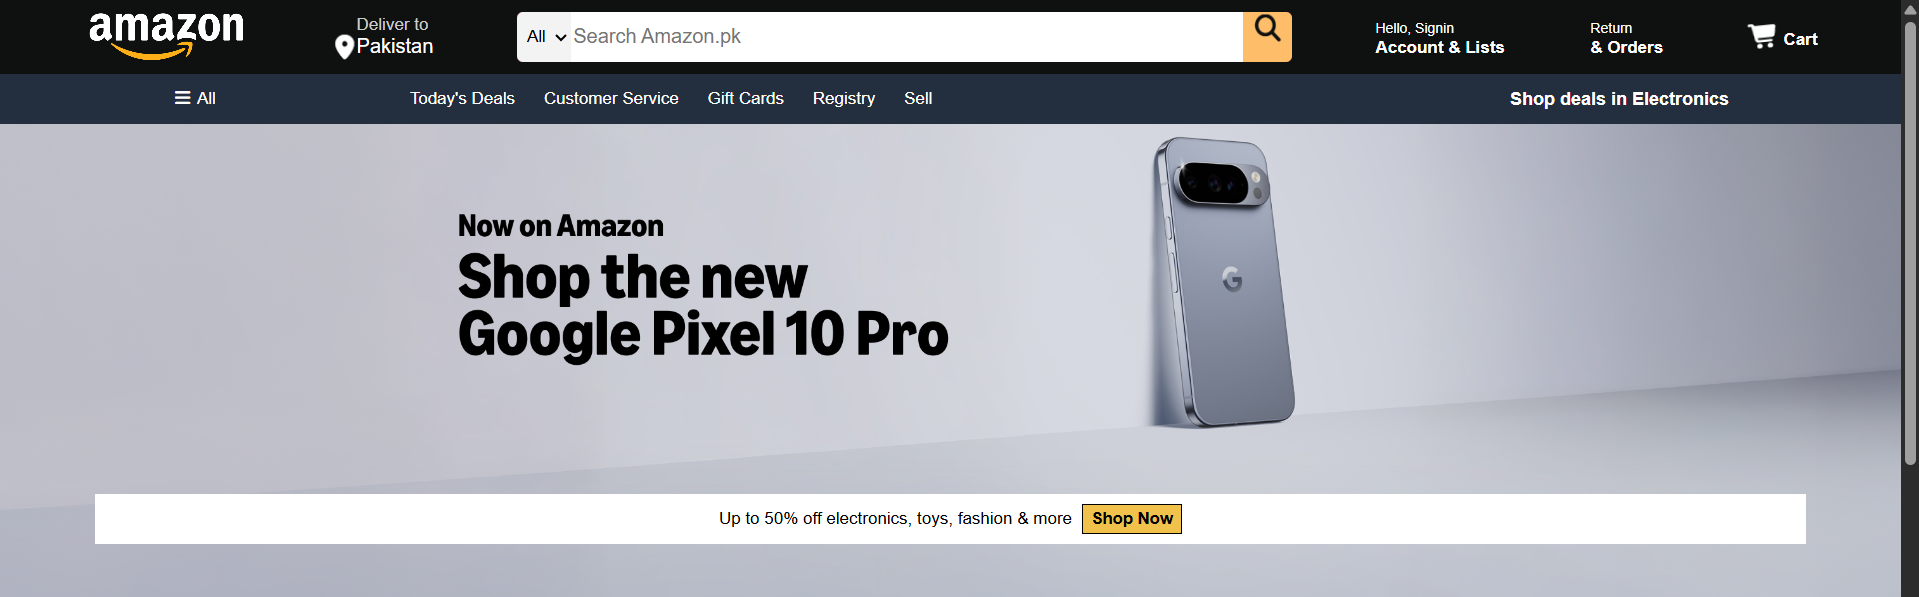 amazon
Deliver to
Pakistan
All
Search Amazon.pk
Hello, Signin
Account & Lists
Return
& Orders
Cart
All
Today's Deals
Customer Service
Gift Cards
Registry
Sell
Shop deals in Electronics
Now on Amazon
Shop the new
Google Pixel 10 Pro
G
Up to 50% off electronics, toys, fashion & more
Shop Now